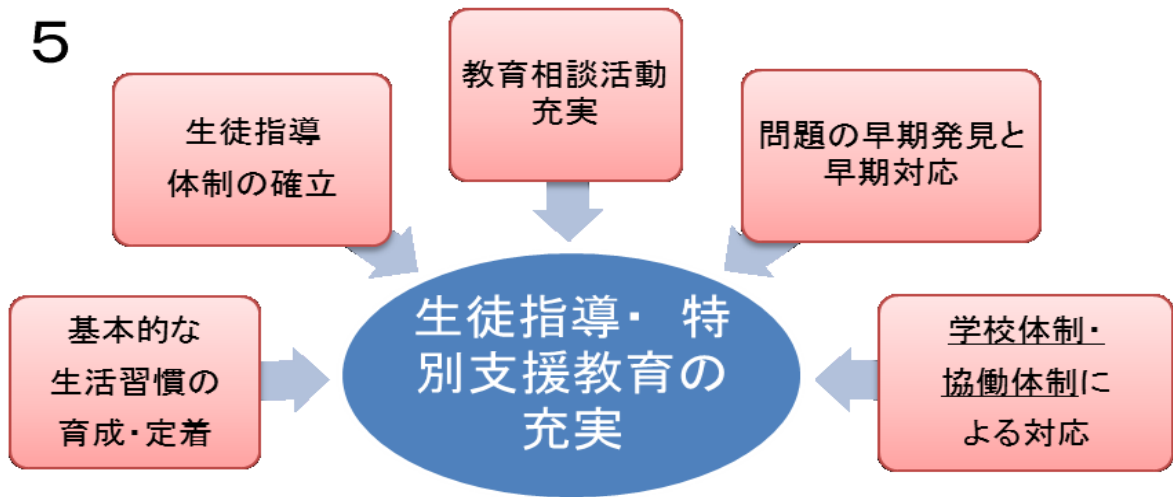 5
教育相談活動
充実
生徒指導
体制の確立
問題の早期発見と
早期対応
基本的な
生活習慣の
育成・定着
生徒指導・ 特
別支援教育の
充実
学校体制・
協働体制に
よる対応